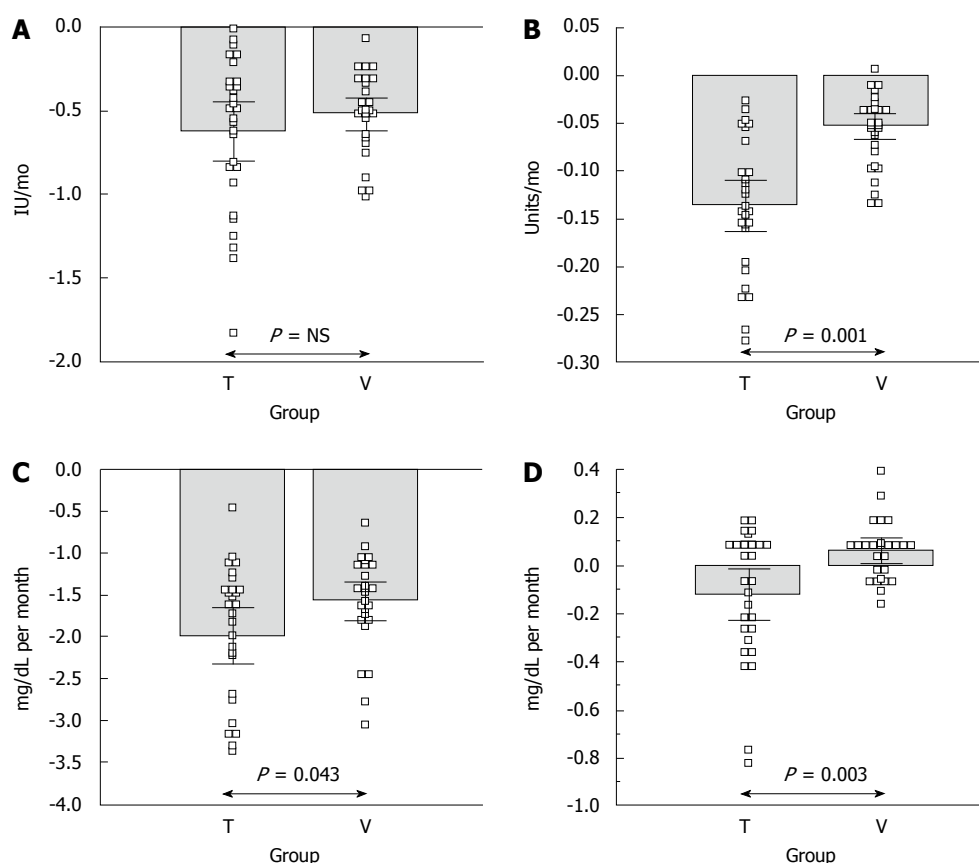 A
0.0
-0.5
-1.0
-1.5
-2.0
IU/mo
P = NS
T V
Group
B
0.05
0.00
-0.05
-0.10
-0.15
-0.20
-0.25
-0.30
Units/mo
P = 0.001
T V
Group
C
0.0
-0.5
-1.0
-1.5
-2.0
-2.5
-3.0
-3.5
-4.0
mg/dL per month
P = 0.043
T V
Group
D
0.4
0.2
0.0
-0.2
-0.4
-0.6
-0.8
-1.0
mg/dL per month
P = 0.003
T V
Group